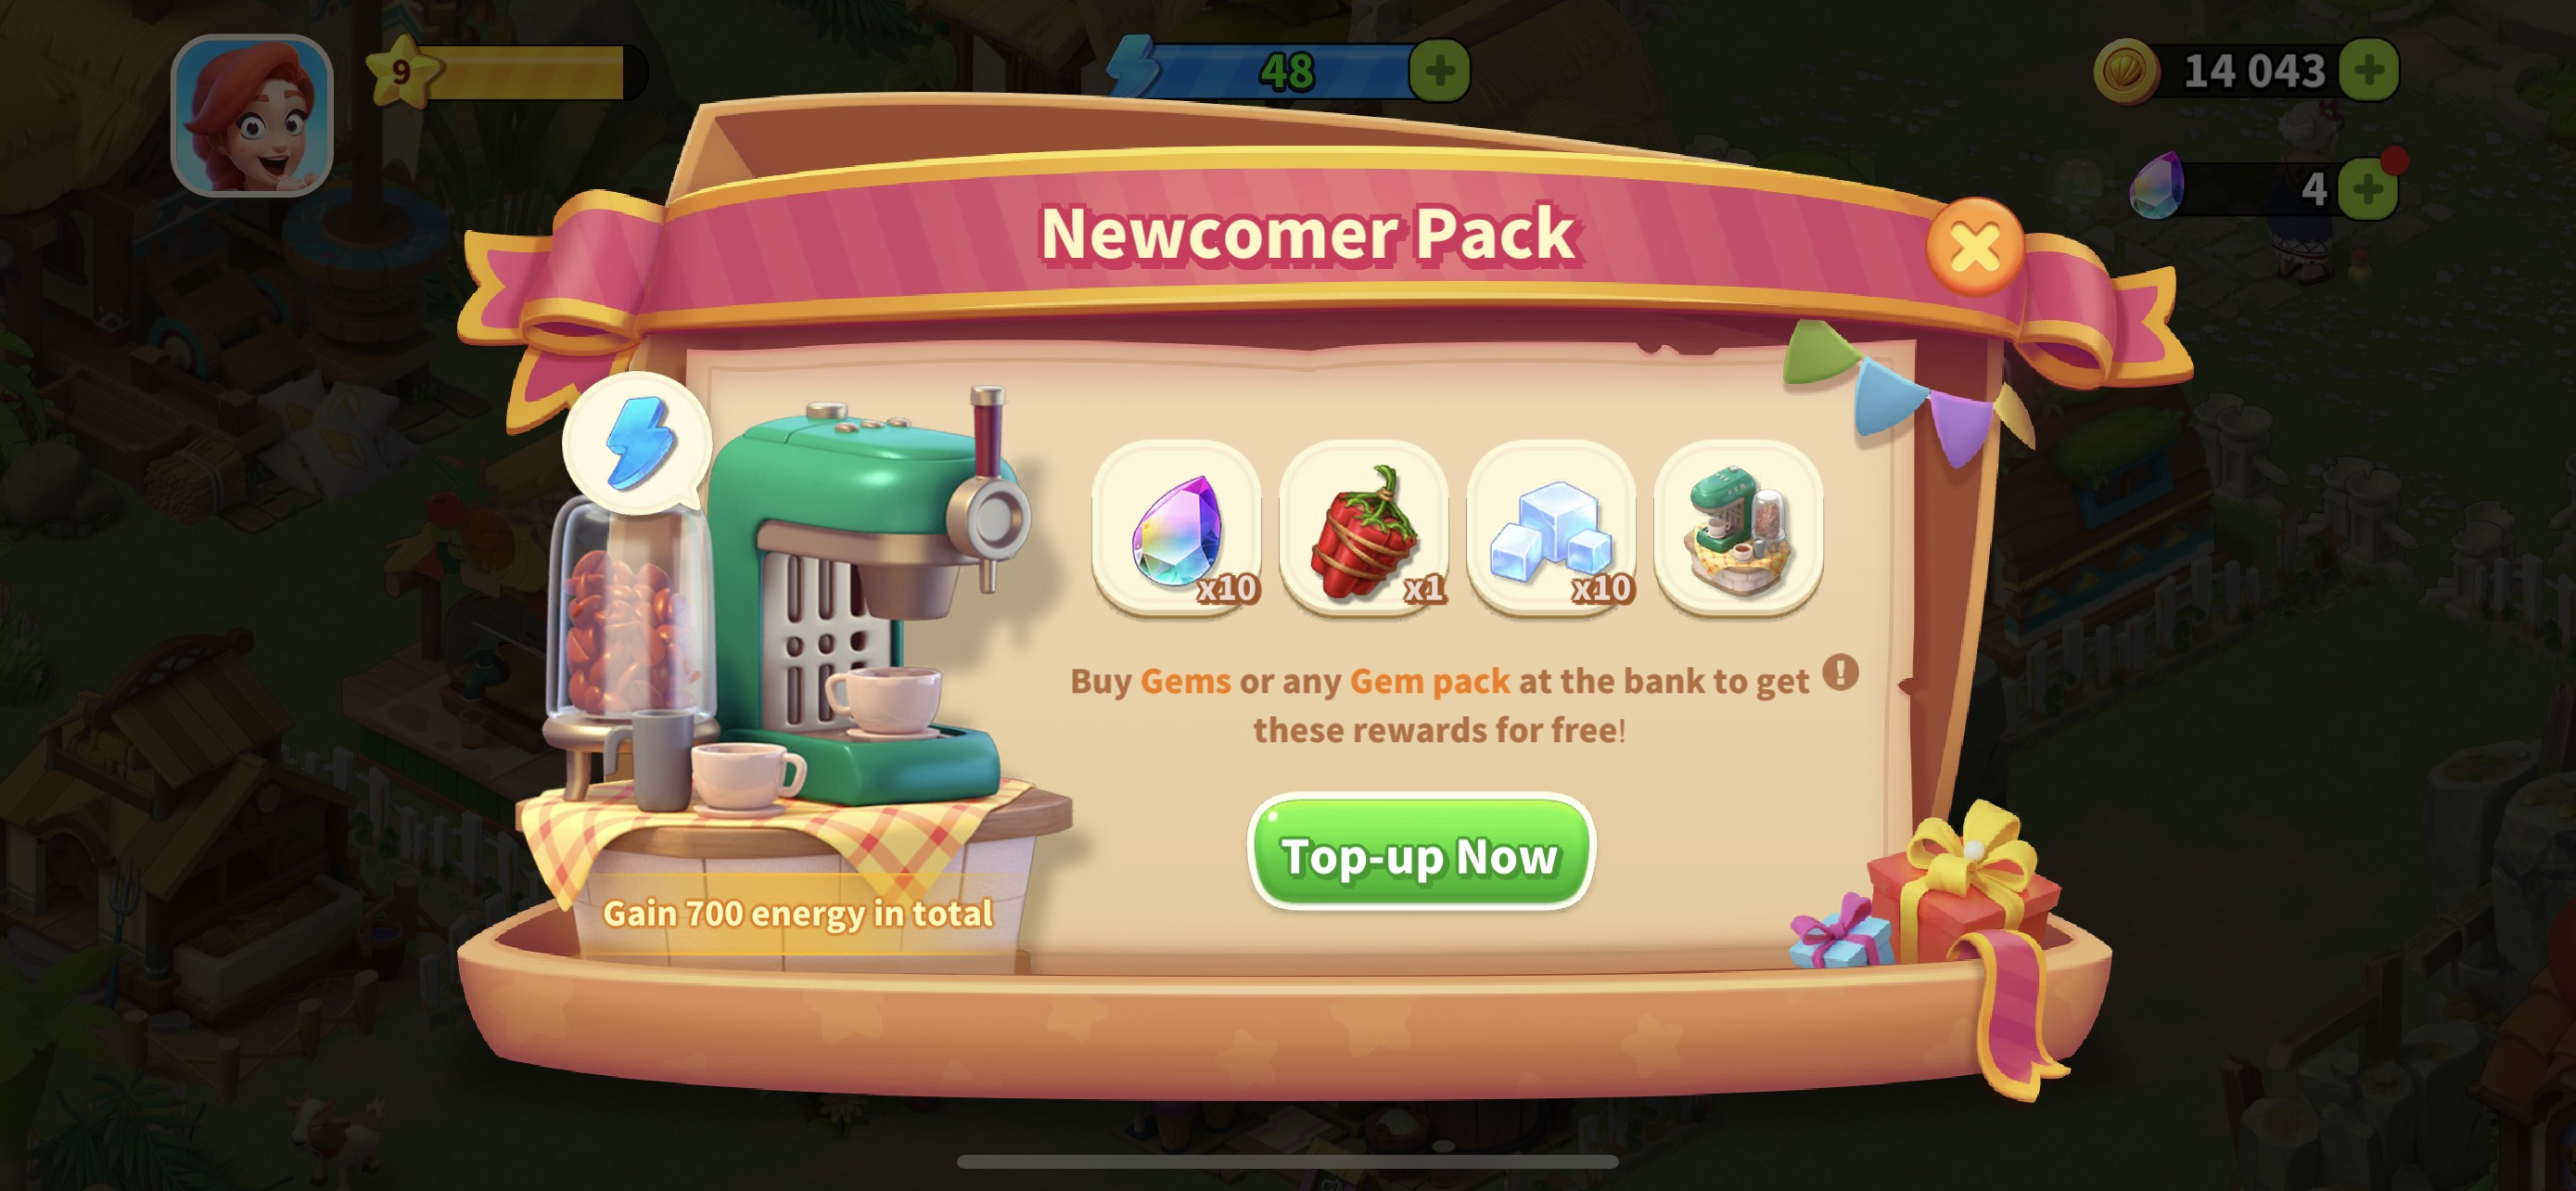 9
48
14 043
4
Newcomer Pack
x10
x1
x10
Buy Gems or any Gem pack at the bank to get
these rewards for free!
Top-up Now
Gain 700 energy in total